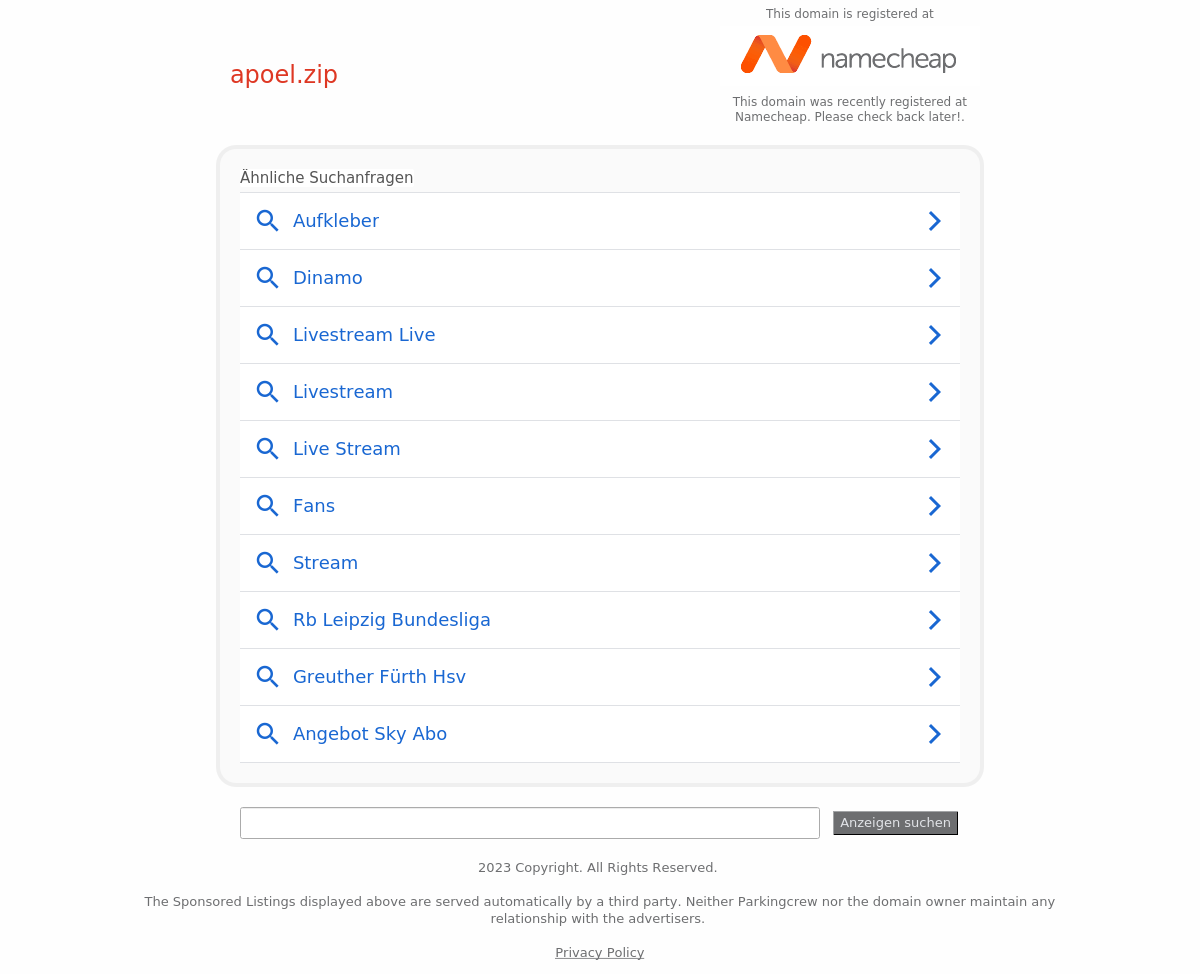 This domain is registered at
namecheap
apoel.zip
This domain was recently registered at
Namecheap. Please check back later!.
Ähnliche Suchanfragen
Aufkleber
Dinamo
Livestream Live
Livestream
Live Stream
Fans
Stream
Rb Leipzig Bundesliga
Greuther Fürth Hsv
Angebot Sky Abo
Anzeigen suchen
2023 Copyright. All Rights Reserved.
The Sponsored Listings displayed above are served automatically by a third party. Neither Parkingcrew nor the domain owner maintain any
relationship with the advertisers.
Privacy Policy